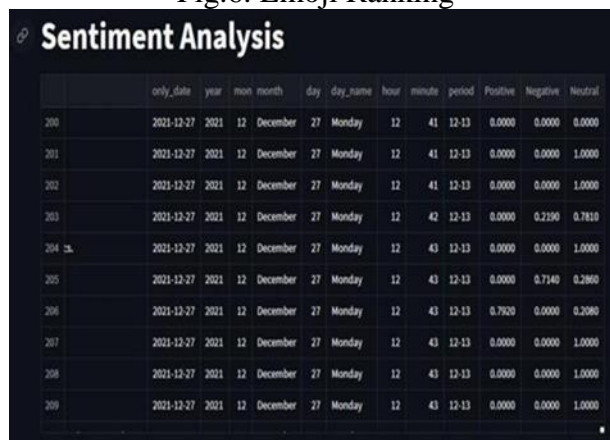 Fig.6. Emoji Ranking
Sentiment Analysis
only_date year mon month day day_name hour minute period Positive Negative Neutral
200 2021-12-27 2021 12 December 27 Monday 12 41 12-13 0.0000 0.0000 0.0000
201 2021-12-27 2021 12 December 27 Monday 12 41 12-13 0.0000 0.0000 1.0000
202 2021-12-27 2021 12 December 27 Monday 12 41 12-13 0.0000 0.0000 1.0000
203 2021-12-27 2021 12 December 27 Monday 12 42 12-13 0.0000 0.2190 0.7810
204 2021-12-27 2021 12 December 27 Monday 12 43 12-13 0.0000 0.0000 1.0000
205 2021-12-27 2021 12 December 27 Monday 12 43 12-13 0.0000 0.7140 0.2860
206 2021-12-27 2021 12 December 27 Monday 12 43 12-13 0.7920 0.0000 0.2080
207 2021-12-27 2021 12 December 27 Monday 12 43 12-13 0.0000 0.0000 1.0000
208 2021-12-27 2021 12 December 27 Monday 12 43 12-13 0.0000 0.0000 1.0000
209 2021-12-27 2021 12 December 27 Monday 12 43 12-13 0.0000 0.0000 1.0000